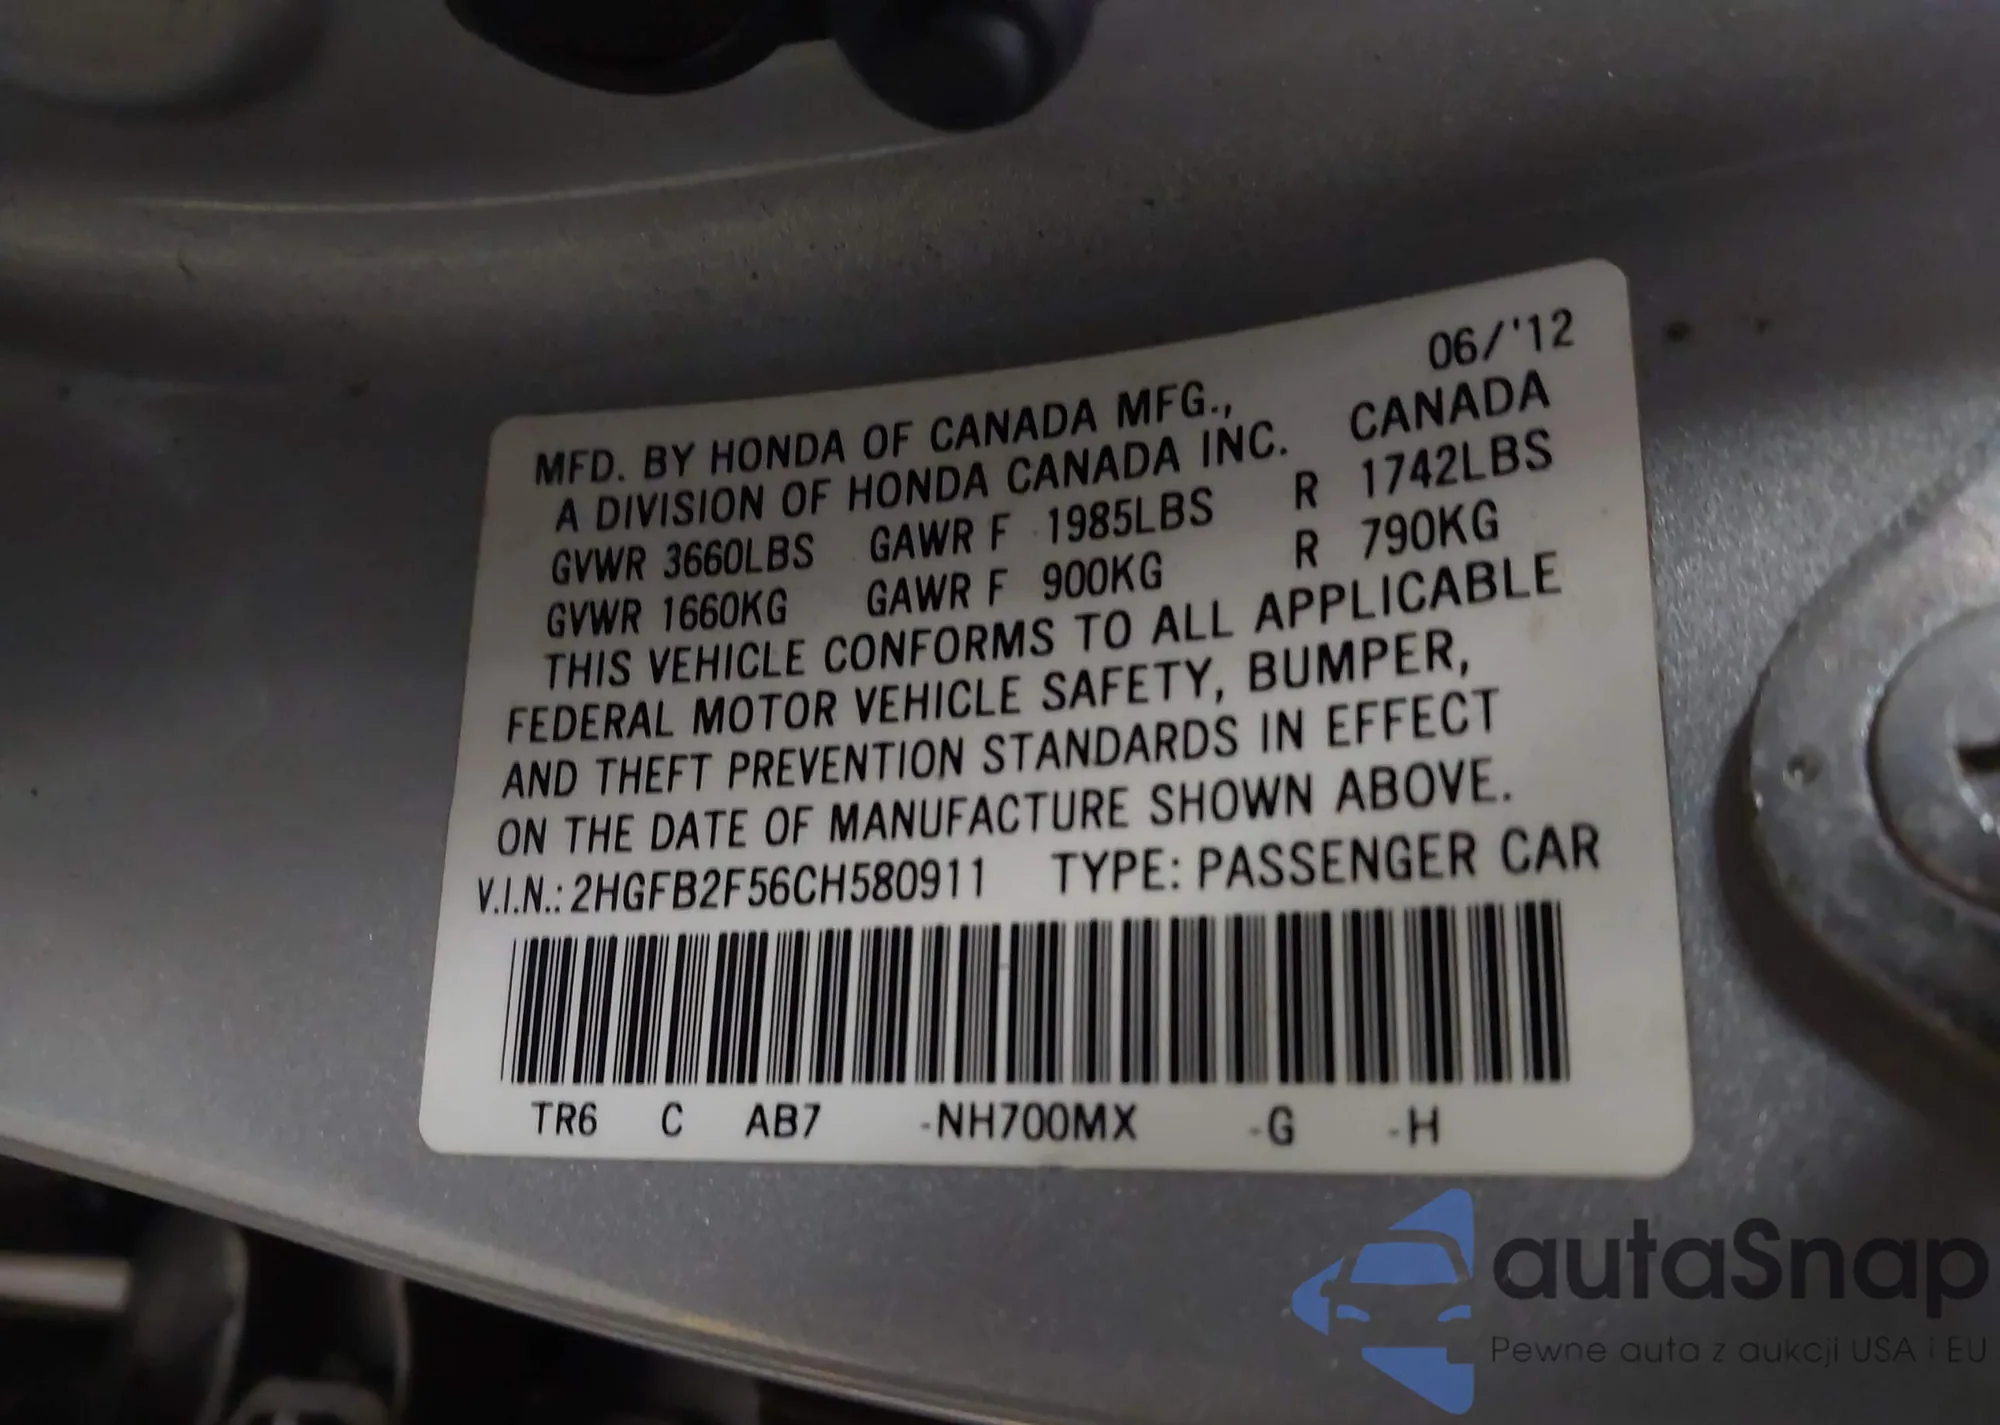 06/'12
MFD. BY HONDA OF CANADA MFG.,
A DIVISION OF HONDA CANADA INC. CANADA
GVWR 3660LBS GAWR F 1985LBS R 1742LBS
GVWR 1660KG GAWR F 900KG R 790KG
THIS VEHICLE CONFORMS TO ALL APPLICABLE
FEDERAL MOTOR VEHICLE SAFETY, BUMPER,
AND THEFT PREVENTION STANDARDS IN EFFECT
ON THE DATE OF MANUFACTURE SHOWN ABOVE.
V.I.N.: 2HGFB2F56CH580911 TYPE: PASSENGER CAR
TR6 C AB7 -NH700MX -G -H
autaSnap
Pewne auta z aukcji USA i EU